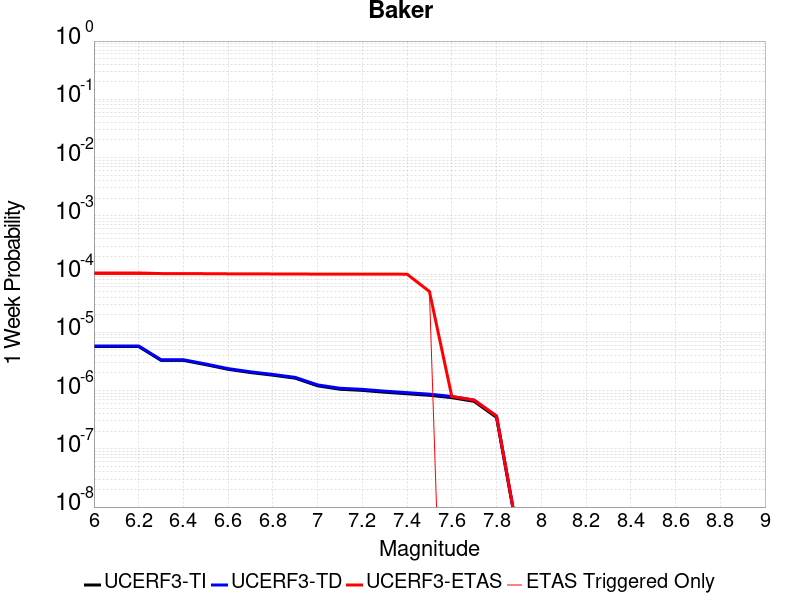 Baker
10^0
10^-1
10^-2
10^-3
10^-4
10^-5
10^-6
10^-7
10^-8
1 Week Probability
6 6.2 6.4 6.6 6.8 7 7.2 7.4 7.6 7.8 8 8.2 8.4 8.6 8.8 9
Magnitude
UCERF3-TI UCERF3-TD UCERF3-ETAS ETAS Triggered Only